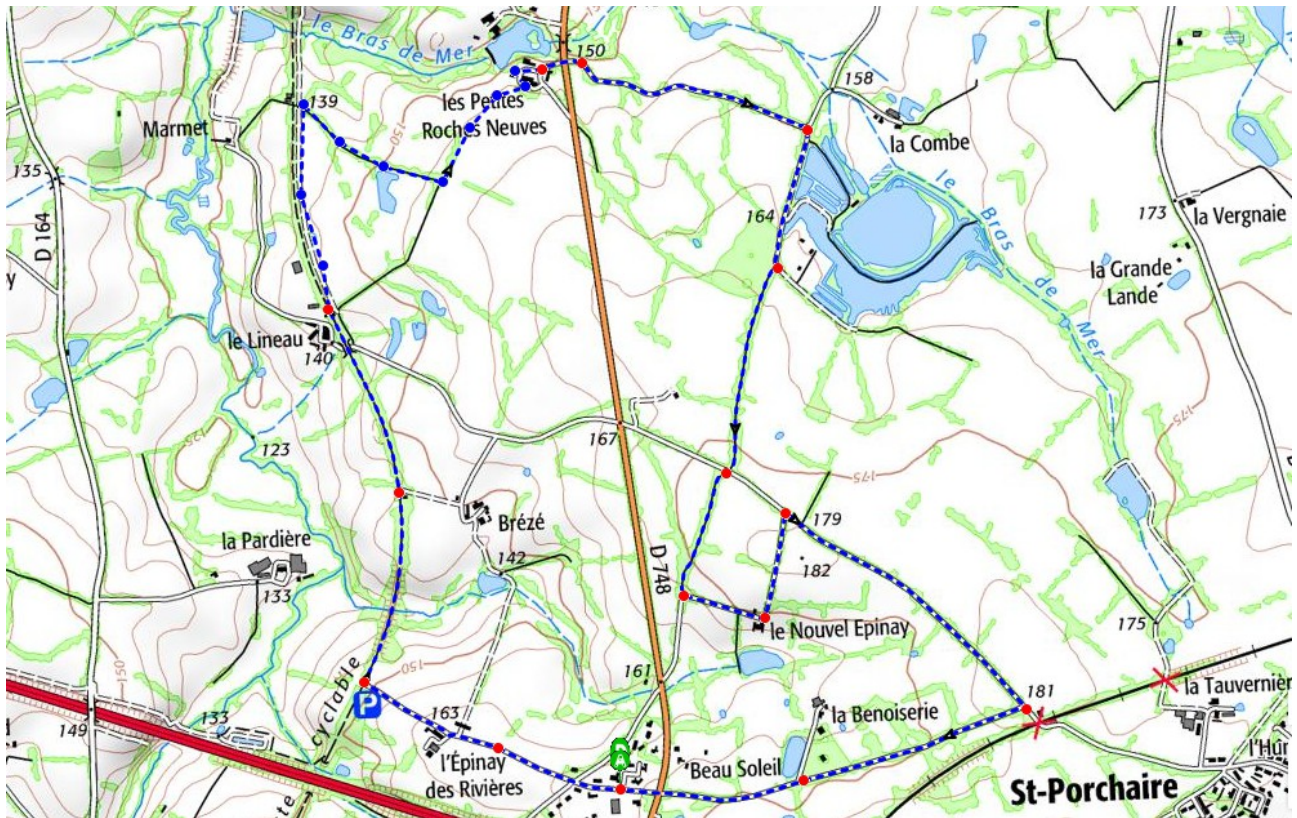 le Bras de Mer
150
158
139
les Petites
Roches Neuves
Marmet
la Combe
135
D 164
le Bras de Mer
164
173
la Vergnaie
la Grande
Lande
le Lineau
140
167
175
150
125
123
Brézé
179
la Pardière
142
182
D 748
133
le Nouvel Epinay
175
150
161
cyclable
P
181
la Tauvernière
163
la Benoiserie
149
133
l'Épinay
des Rivières
A
Beau Soleil
St-Porchaire